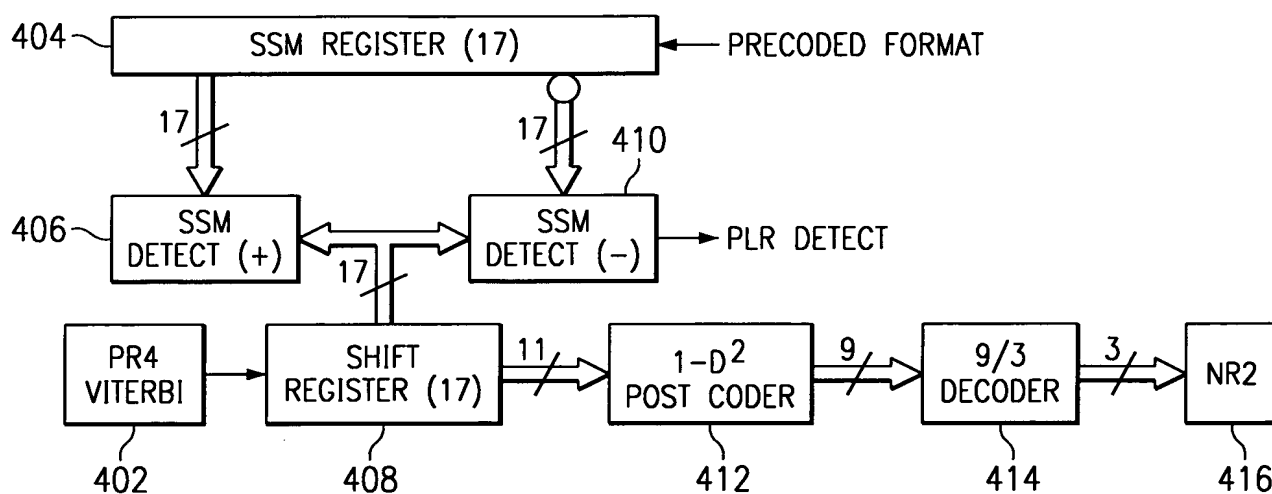 404
SSM REGISTER (17)
PRECODED FORMAT
17
17
410
406
SSM
DETECT (+)
SSM
DETECT (−)
PLR DETECT
17
PR4
VITERBI
SHIFT
REGISTER (17)
11
1−D²
POST CODER
9
9/3
DECODER
3
NR2
402
408
412
414
416